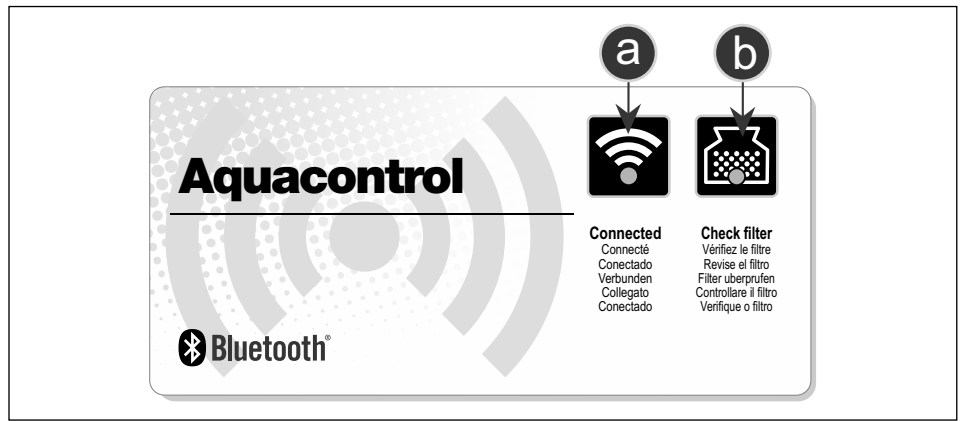 a
b
Aquacontrol
Connected
Connecté
Conectado
Verbunden
Collegato
Conectado
Check filter
Vérifiez le filtre
Revise el filtro
Filter uberprufen
Controllare il filtro
Verifique o filtro
Bluetooth®